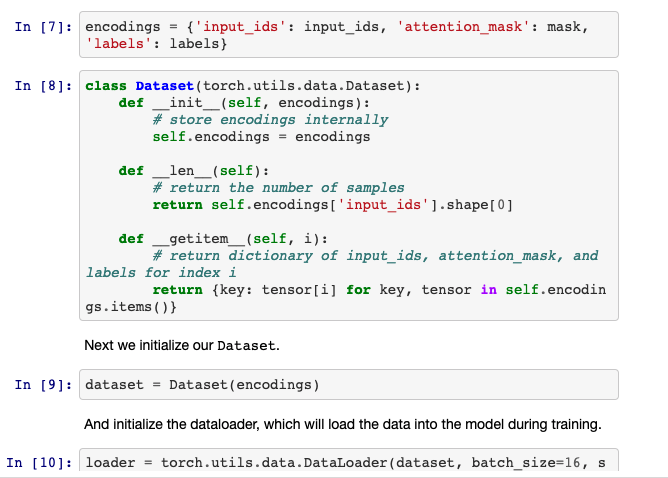 In [7]: encodings = {'input_ids': input_ids, 'attention_mask': mask,
'labels': labels}
In [8]: class Dataset(torch.utils.data.Dataset):
    def __init__(self, encodings):
        # store encodings internally
        self.encodings = encodings
    def __len__(self):
        # return the number of samples
        return self.encodings['input_ids'].shape[0]
    def __getitem__(self, i):
        # return dictionary of input_ids, attention_mask, and
labels for index i
        return {key: tensor[i] for key, tensor in self.encodin
gs.items()}
Next we initialize our Dataset.
In [9]: dataset = Dataset(encodings)
And initialize the dataloader, which will load the data into the model during training.
In [10]: loader = torch.utils.data.DataLoader(dataset, batch_size=16, s